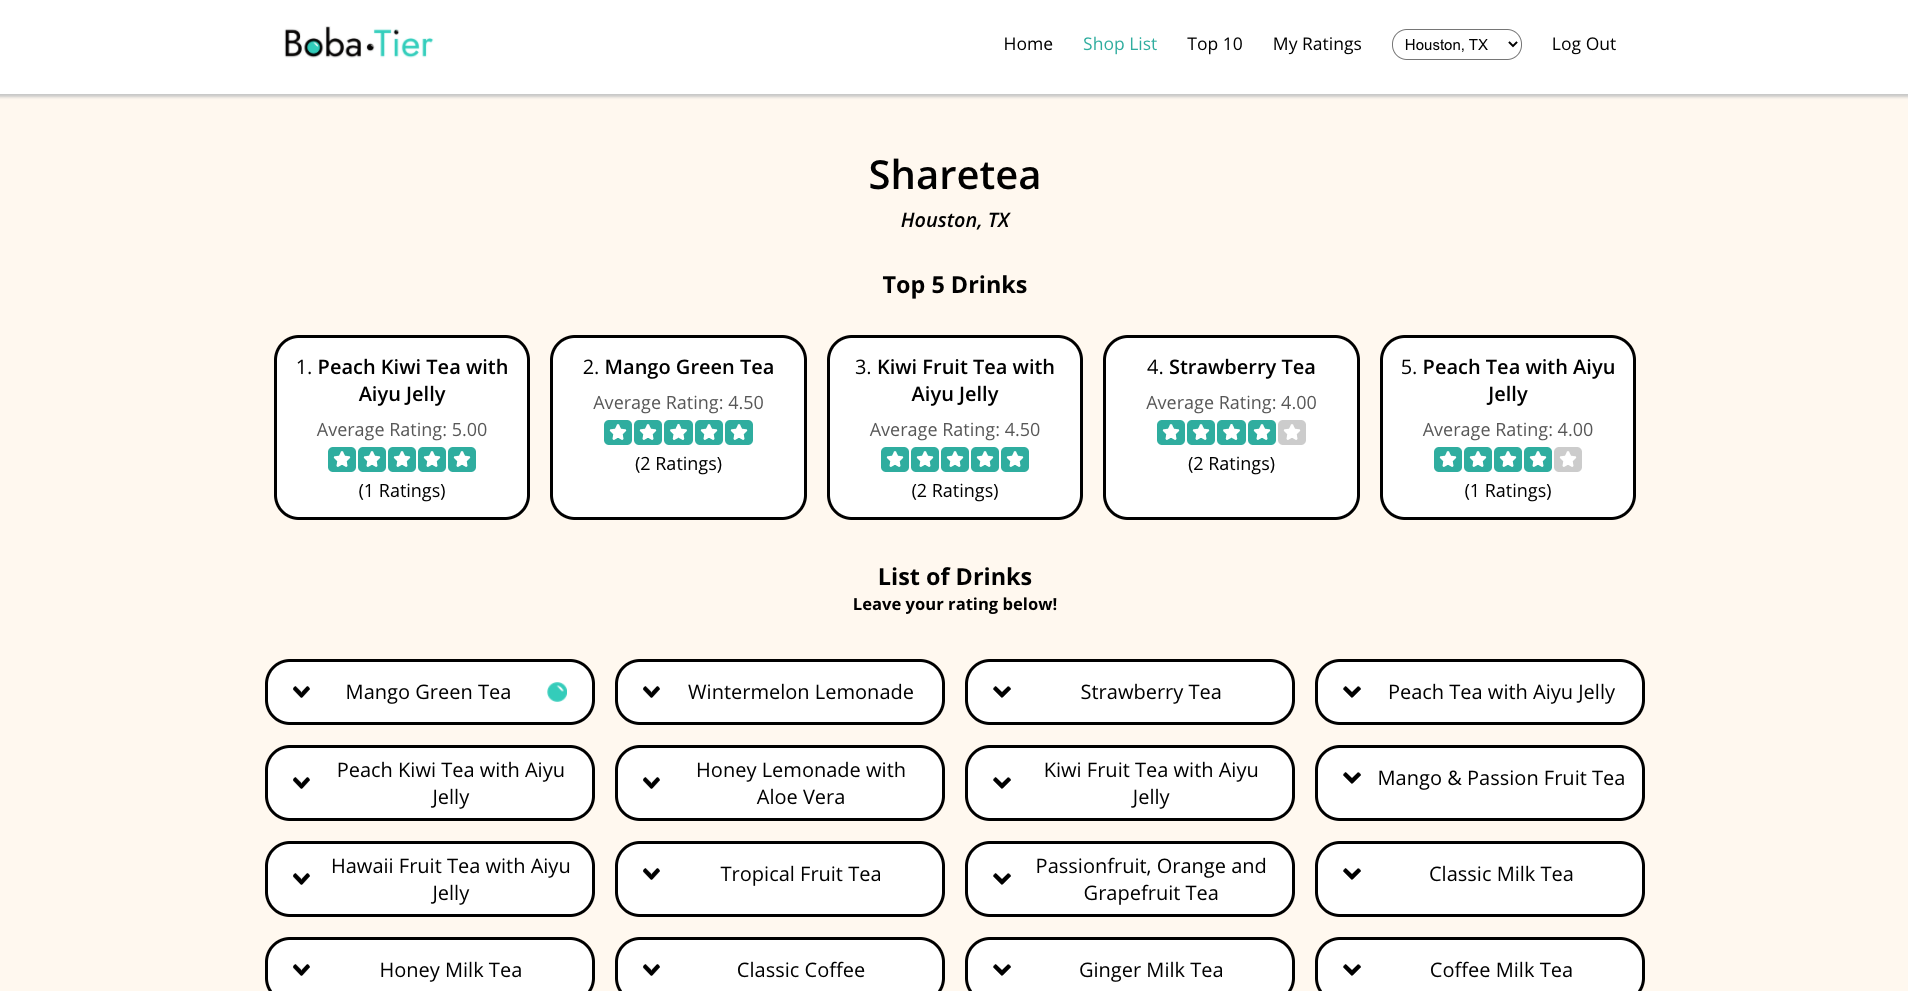 Boba•Tier
Home
Shop List
Top 10
My Ratings
Houston, TX
Log Out
Sharetea
Houston, TX
Top 5 Drinks
1. Peach Kiwi Tea with
Aiyu Jelly
Average Rating: 5.00
(1 Ratings)
2. Mango Green Tea
Average Rating: 4.50
(2 Ratings)
3. Kiwi Fruit Tea with
Aiyu Jelly
Average Rating: 4.50
(2 Ratings)
4. Strawberry Tea
Average Rating: 4.00
(2 Ratings)
5. Peach Tea with Aiyu
Jelly
Average Rating: 4.00
(1 Ratings)
List of Drinks
Leave your rating below!
Mango Green Tea
Wintermelon Lemonade
Strawberry Tea
Peach Tea with Aiyu Jelly
Peach Kiwi Tea with Aiyu
Jelly
Honey Lemonade with
Aloe Vera
Kiwi Fruit Tea with Aiyu
Jelly
Mango & Passion Fruit Tea
Hawaii Fruit Tea with Aiyu
Jelly
Tropical Fruit Tea
Passionfruit, Orange and
Grapefruit Tea
Classic Milk Tea
Honey Milk Tea
Classic Coffee
Ginger Milk Tea
Coffee Milk Tea